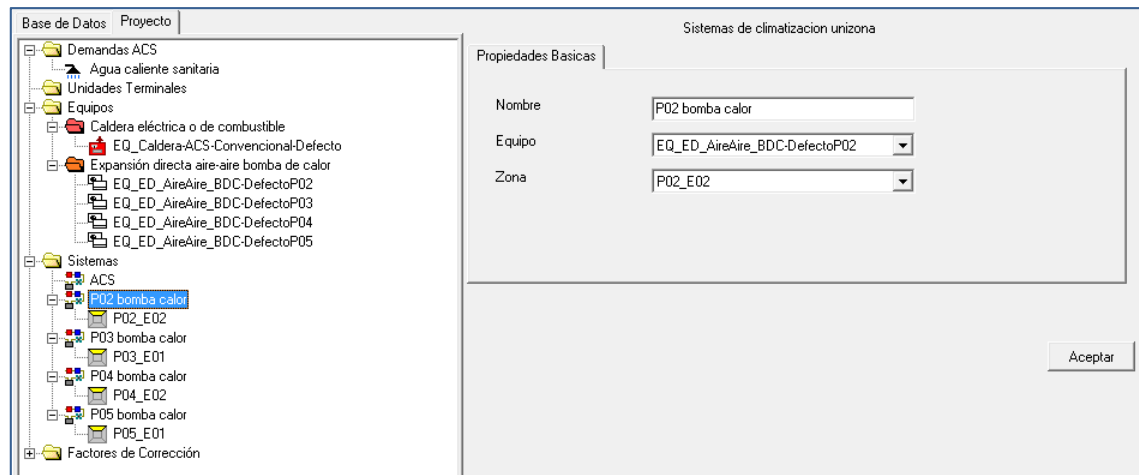 Base de Datos
Proyecto
Demandas ACS
Agua caliente sanitaria
Unidades Terminales
Equipos
Caldera eléctrica o de combustible
EQ_Caldera-ACS-Convencional-Defecto
Expansión directa aire-aire bomba de calor
EQ_ED_AireAire_BDC-DefectoP02
EQ_ED_AireAire_BDC-DefectoP03
EQ_ED_AireAire_BDC-DefectoP04
EQ_ED_AireAire_BDC-DefectoP05
Sistemas
ACS
P02 bomba calor
P02_E02
P03 bomba calor
P03_E01
P04 bomba calor
P04_E02
P05 bomba calor
P05_E01
Factores de Corrección
Sistemas de climatizacion unizona
Propiedades Basicas
Nombre
P02 bomba calor
Equipo
EQ_ED_AireAire_BDC-DefectoP02
Zona
P02_E02
Aceptar